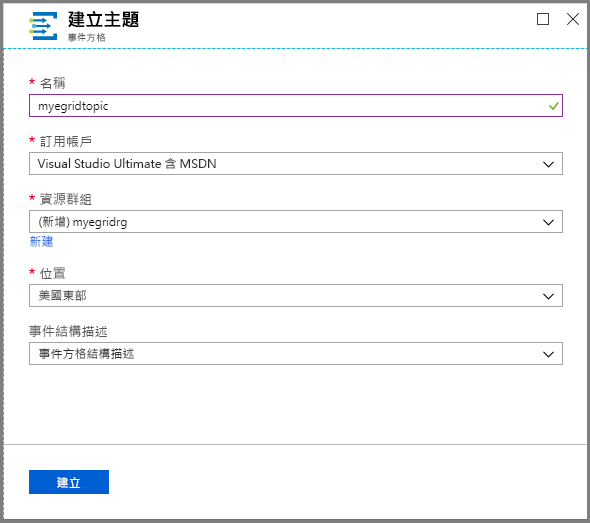 建立主題
事件方格
* 名稱
myegridtopic
* 訂用帳戶
Visual Studio Ultimate 含 MSDN
* 資源群組
(新增) myegridrg
新建
* 位置
美國東部
事件結構描述
事件方格結構描述
建立